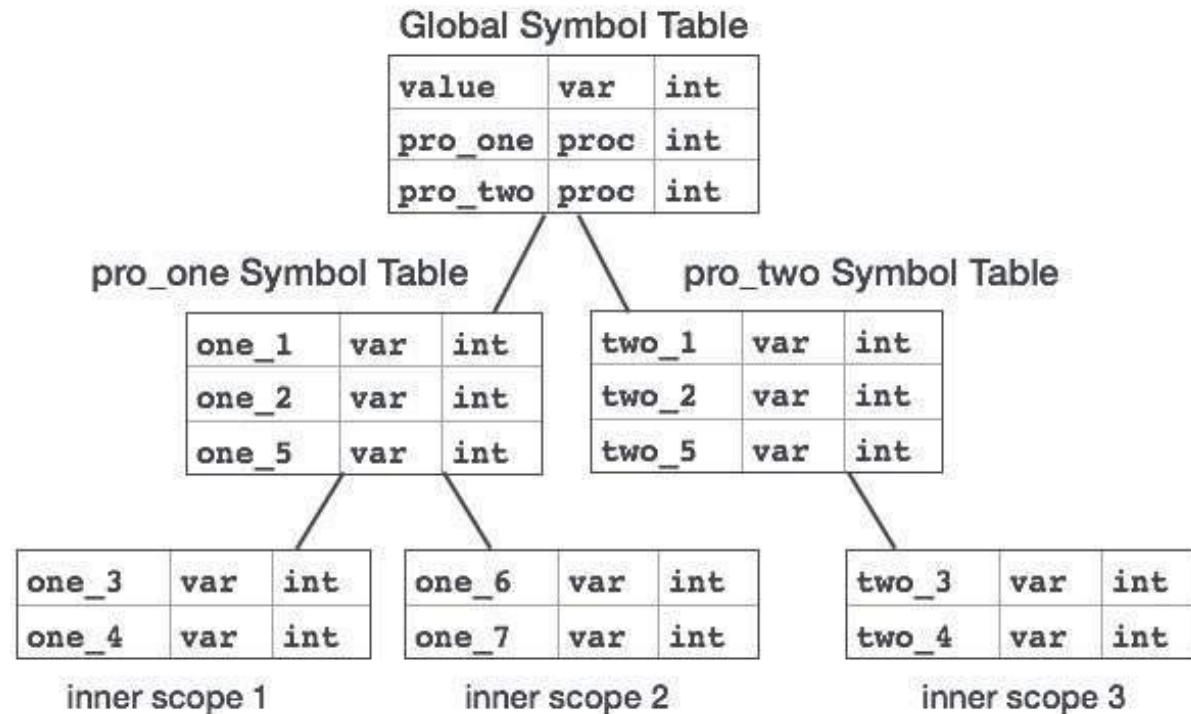 Global Symbol Table
value var int
pro_one proc int
pro_two proc int
pro_one Symbol Table
one_1 var int
one_2 var int
one_5 var int
pro_two Symbol Table
two_1 var int
two_2 var int
two_5 var int
one_3 var int
one_4 var int
inner scope 1
one_6 var int
one_7 var int
inner scope 2
two_3 var int
two_4 var int
inner scope 3